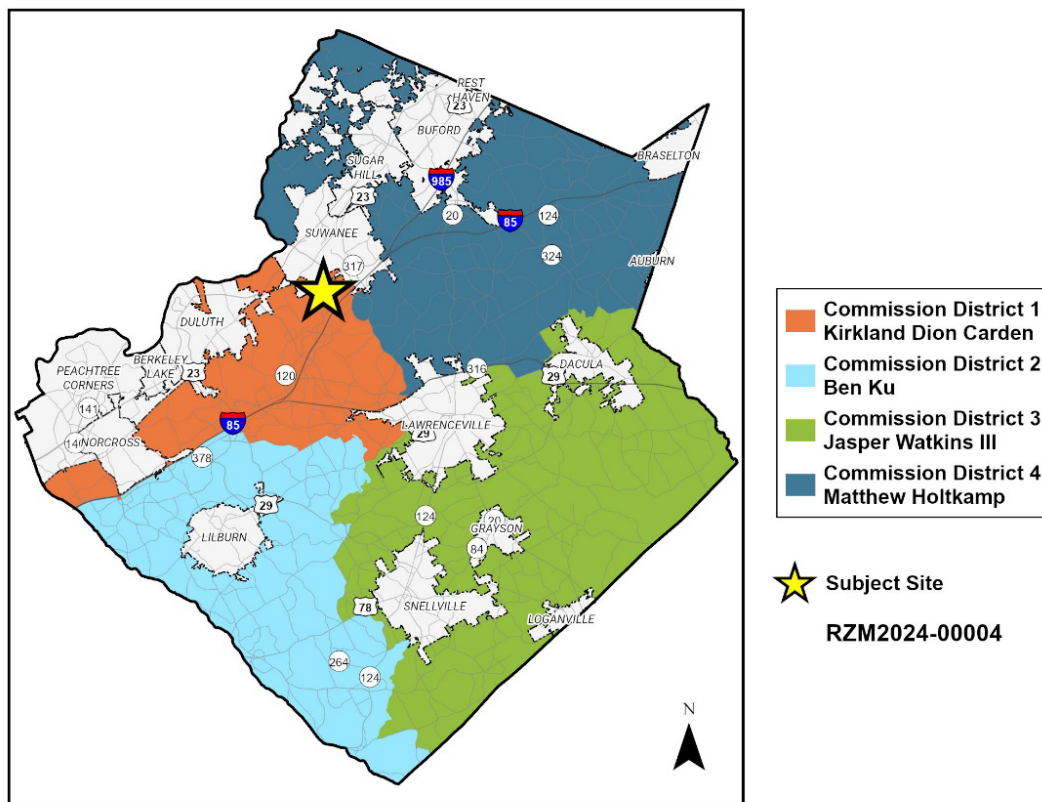 REST
HAVEN
23
BUFORD
BRASELTON
SUGAR
HILL
985
23
20
85
124
SUWANEE
324
AUBURN
317
DULUTH
BERKELEY
LAKE
23
120
316
DACULA
29
PEACHTREE
CORNERS
141
NORCROSS
14
85
LAWRENCEVILLE
29
378
29
LILBURN
124
20
GRAYSON
84
78
SNELLVILLE
LOGANVILLE
264
124
N
Commission District 1
Kirkland Dion Carden
Commission District 2
Ben Ku
Commission District 3
Jasper Watkins III
Commission District 4
Matthew Holtkamp
Subject Site
RZM2024-00004